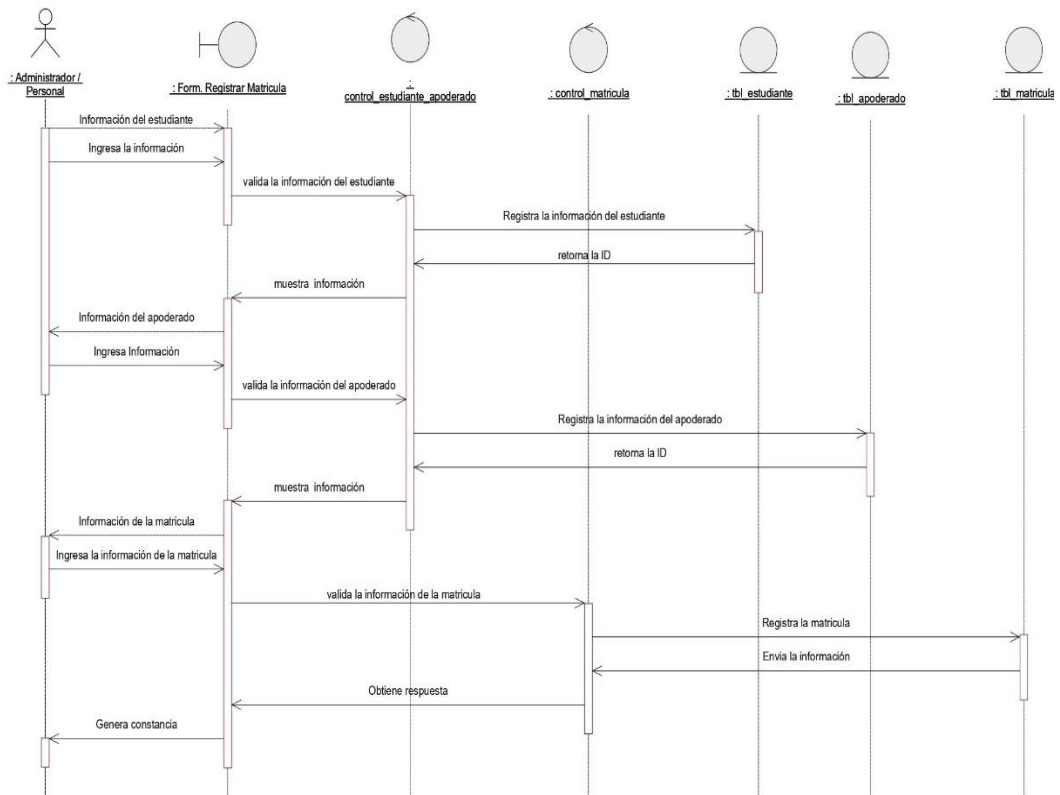 : Administrador /
Personal
: Form. Registrar Matricula
:
control_estudiante_apoderado
: control_matricula
: tbl_estudiante
: tbl_apoderado
: tbl_matricula
Información del estudiante
Ingresa la información
valida la información del estudiante
Registra la información del estudiante
retorna la ID
muestra información
Información del apoderado
Ingresa Información
valida la información del apoderado
Registra la información del apoderado
retorna la ID
muestra información
Información de la matricula
Ingresa la información de la matricula
valida la información de la matricula
Registra la matricula
Envia la información
Obtiene respuesta
Genera constancia